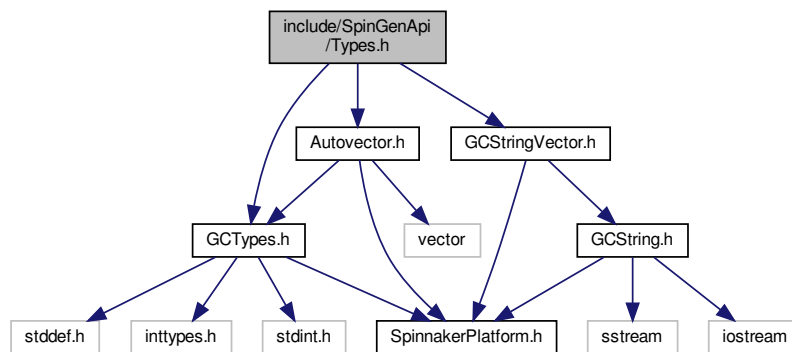 include/SpinGenApi
/Types.h
Autovector.h
GCStringVector.h
GCTypes.h
vector
GCString.h
stddef.h
inttypes.h
stdint.h
SpinnakerPlatform.h
sstream
iostream